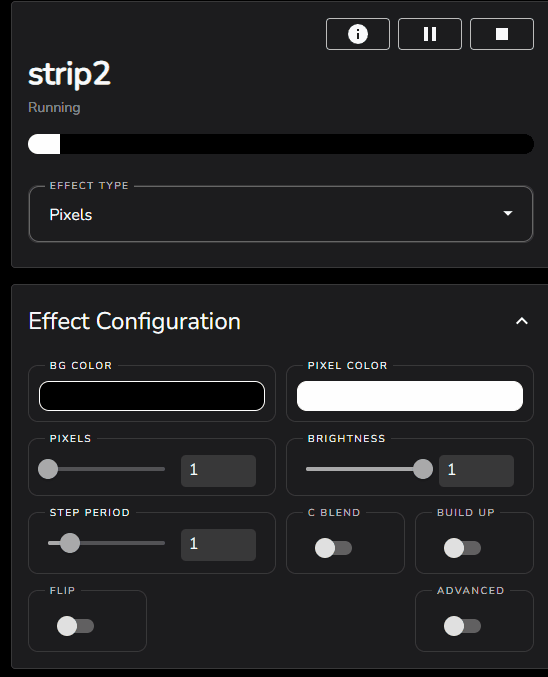 strip2
Running
EFFECT TYPE
Pixels
Effect Configuration
BG COLOR
PIXEL COLOR
PIXELS
1
BRIGHTNESS
1
STEP PERIOD
1
C BLEND
BUILD UP
FLIP
ADVANCED